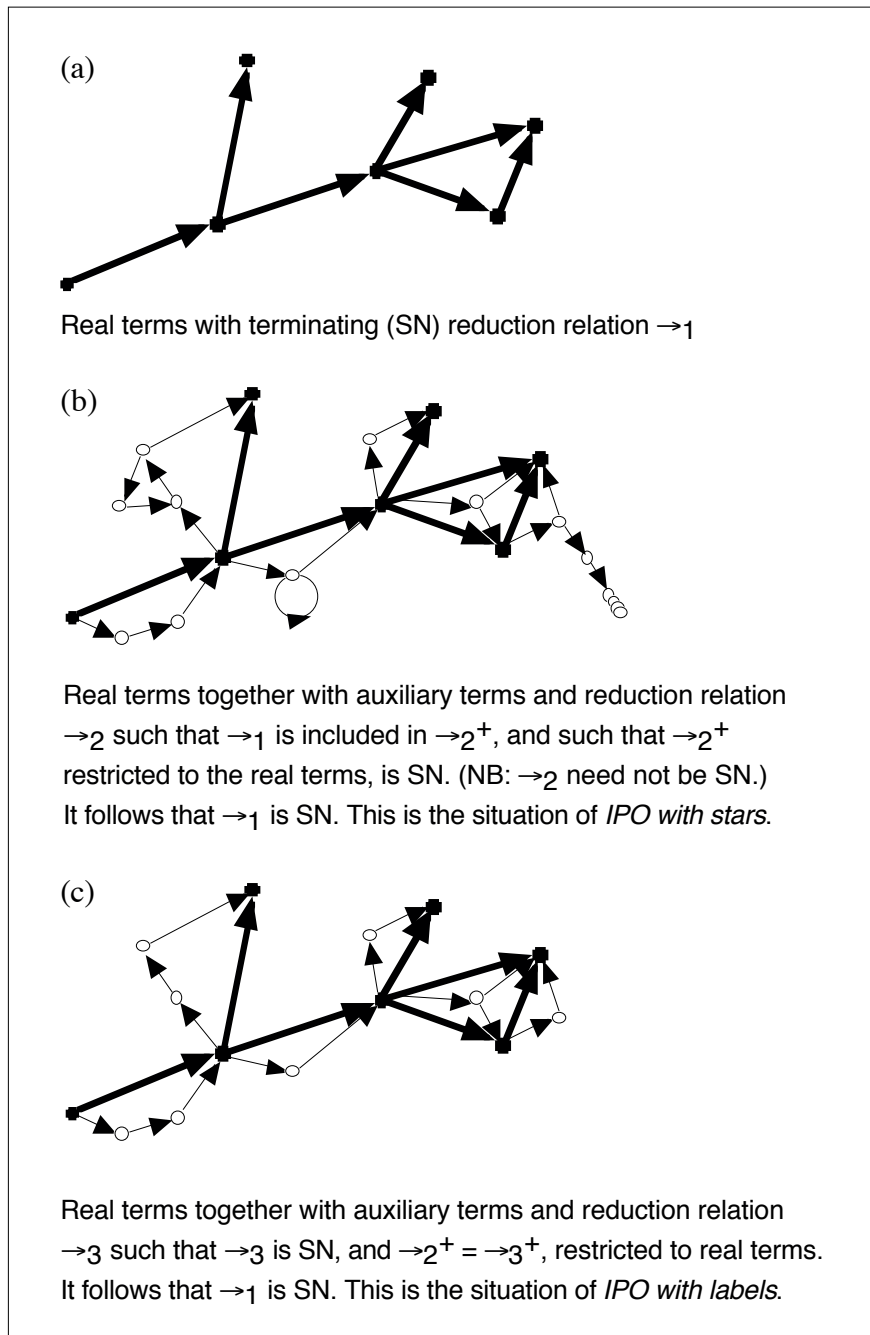 (a)
Real terms with terminating (SN) reduction relation →1
(b)
Real terms together with auxiliary terms and reduction relation
→2 such that →1 is included in →2+, and such that →2+
restricted to the real terms, is SN. (NB: →2 need not be SN.)
It follows that →1 is SN. This is the situation of IPO with stars.
(c)
Real terms together with auxiliary terms and reduction relation
→3 such that →3 is SN, and →2+ = →3+, restricted to real terms.
It follows that →1 is SN. This is the situation of IPO with labels.